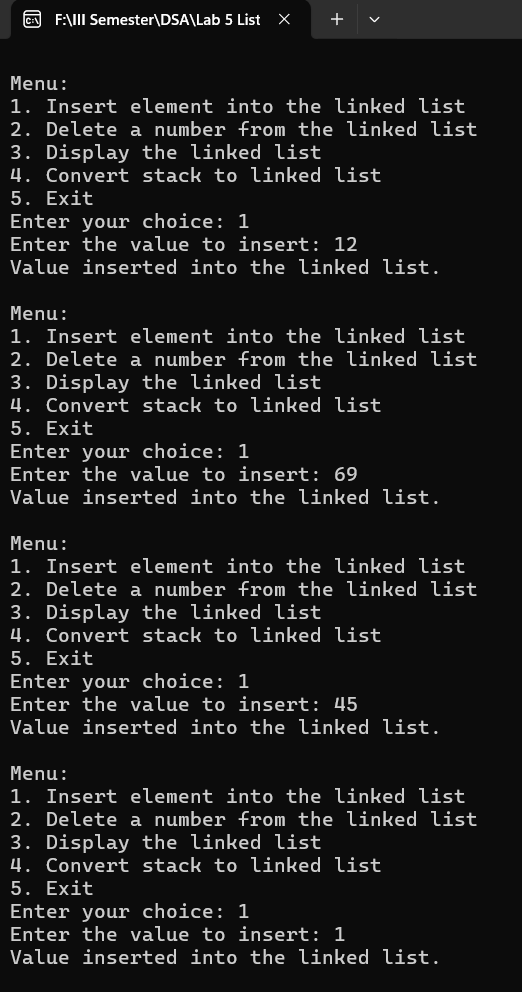 F:\III Semester\DSA\Lab 5 List
Menu:
1. Insert element into the linked list
2. Delete a number from the linked list
3. Display the linked list
4. Convert stack to linked list
5. Exit
Enter your choice: 1
Enter the value to insert: 12
Value inserted into the linked list.
Menu:
1. Insert element into the linked list
2. Delete a number from the linked list
3. Display the linked list
4. Convert stack to linked list
5. Exit
Enter your choice: 1
Enter the value to insert: 69
Value inserted into the linked list.
Menu:
1. Insert element into the linked list
2. Delete a number from the linked list
3. Display the linked list
4. Convert stack to linked list
5. Exit
Enter your choice: 1
Enter the value to insert: 45
Value inserted into the linked list.
Menu:
1. Insert element into the linked list
2. Delete a number from the linked list
3. Display the linked list
4. Convert stack to linked list
5. Exit
Enter your choice: 1
Enter the value to insert: 1
Value inserted into the linked list.